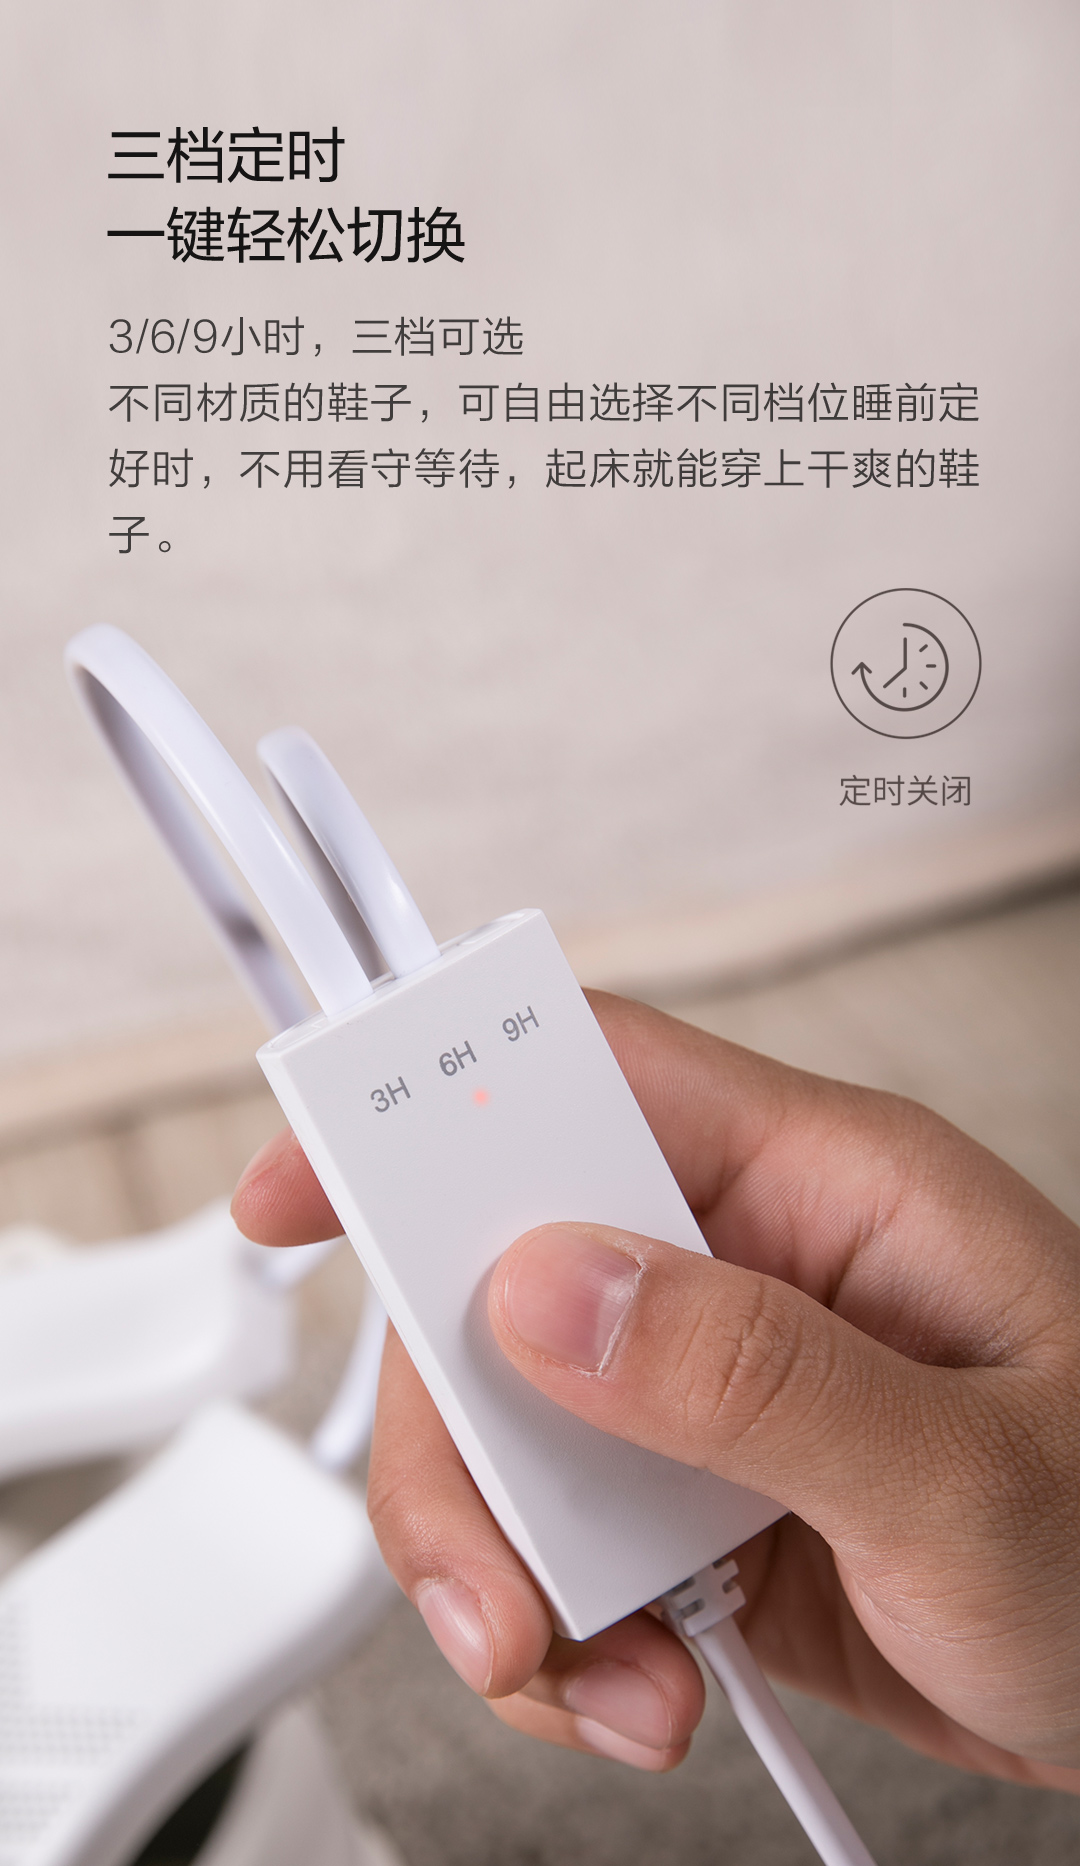 三档定时
一键轻松切换
3/6/9小时，三档可选
不同材质的鞋子，可自由选择不同档位睡前定
好时，不用看守等待，起床就能穿上干爽的鞋
子。
定时关闭
3H 6H 9H